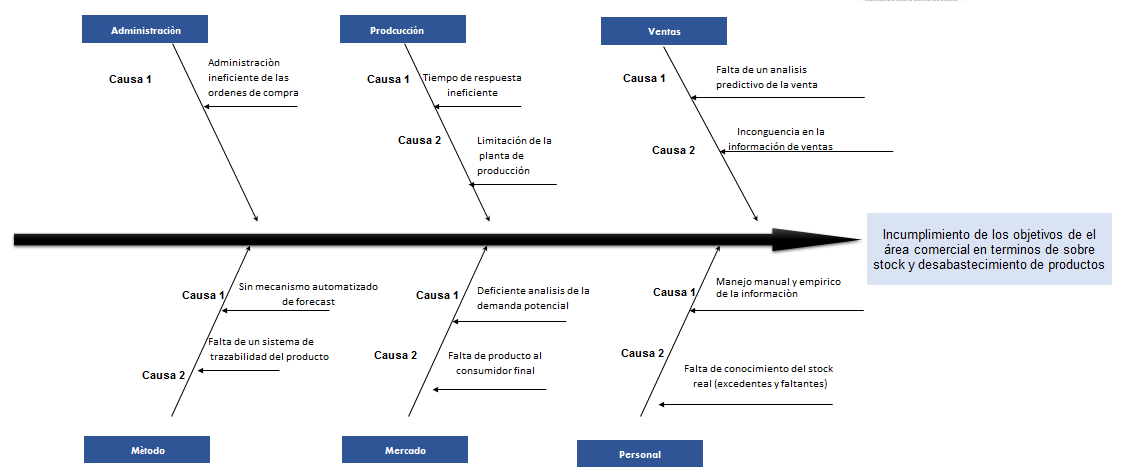 Administraciòn
Prodcucción
Ventas
Causa 1
Administraciòn
ineficiente de las
ordenes de compra
Causa 1
Tiempo de respuesta
ineficiente
Causa 2
Limitación de la
planta de
producción
Causa 1
Falta de un analisis
predictivo de la venta
Causa 2
Inconguencia en la
información de ventas
Incumplimiento de los objetivos de el
área comercial en terminos de sobre
stock y desabastecimiento de productos
Causa 1
Sin mecanismo automatizado
de forecast
Causa 2
Falta de un sistema de
trazabilidad del producto
Causa 1
Deficiente analisis de la
demanda potencial
Causa 2
Falta de producto al
consumidor final
Causa 1
Manejo manual y empirico
de la informaciòn
Causa 2
Falta de conocimiento del stock
real (excedentes y faltantes)
Mètodo
Mercado
Personal